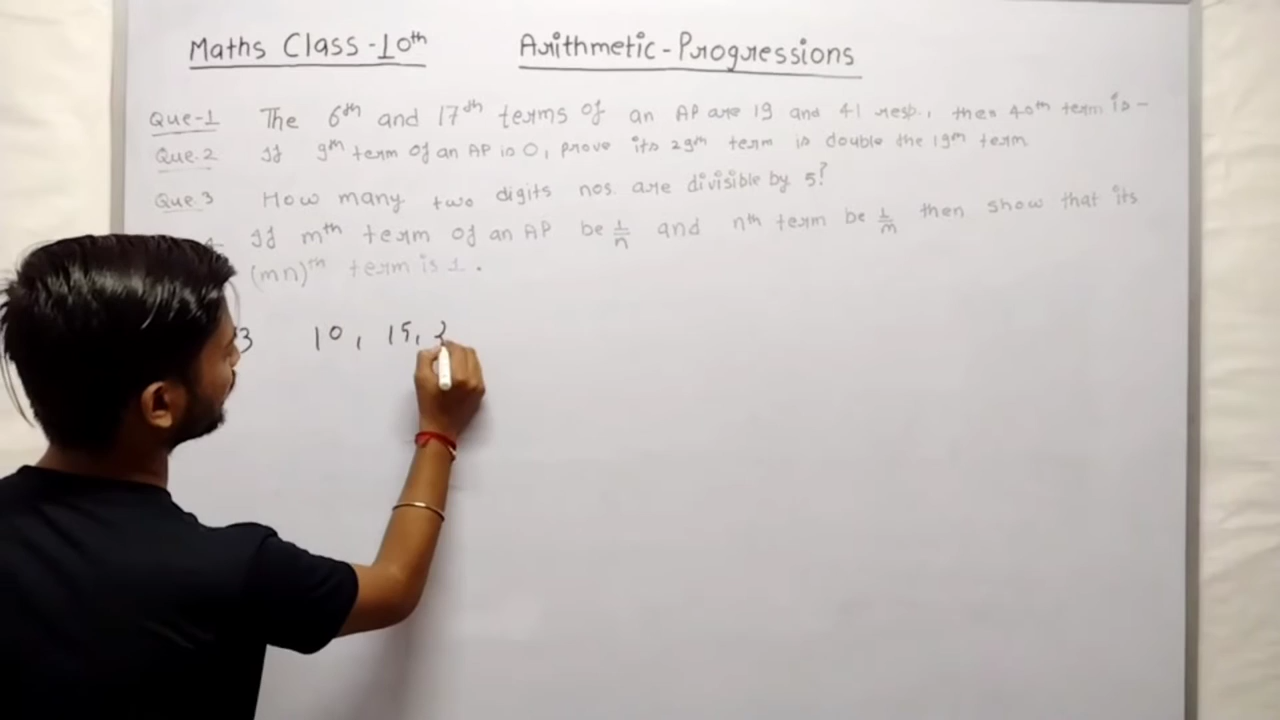 Maths Class-10th Arithmetic-Progressions
Que-1 The 6th and 17th terms of an AP are 19 and 41 resp., then 40th term is-
Que.2 If 9th term of an AP is 0, prove its 29th term is double the 19th term
Que.3 How many two digits nos. are divisible by 5?
If mth term of an AP be 1/n and nth term be 1/m then show that its
(mn)th term is 1.
3 10, 15, 2